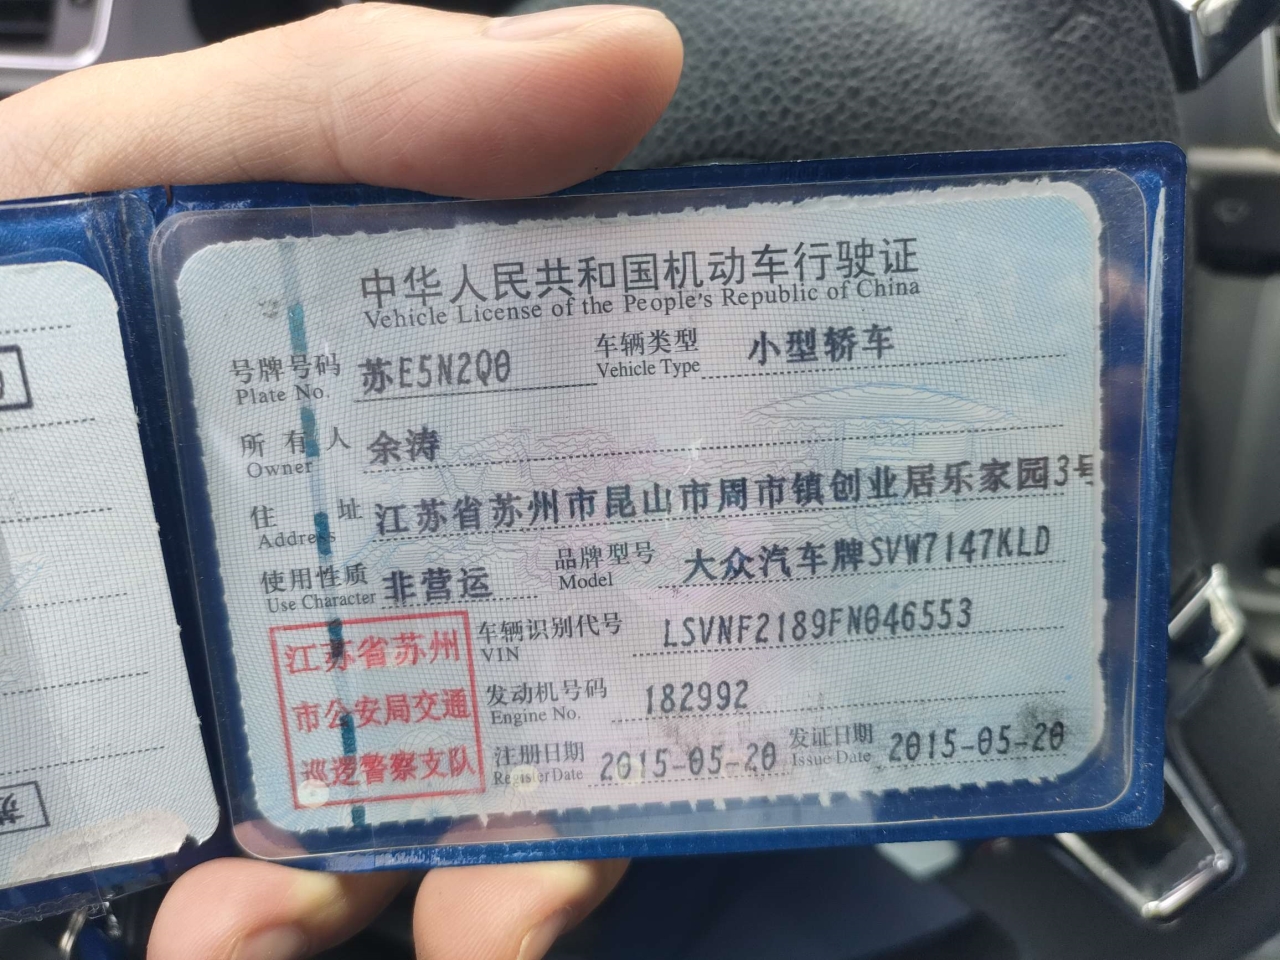 中华人民共和国机动车行驶证
Vehicle License of the People's Republic of China
号牌号码 苏E5N2Q0 车辆类型 小型轿车
Plate No. Vehicle Type
所有人 余涛
Owner
住址 江苏省苏州市昆山市周市镇创业居乐家园3号
Address
使用性质 非营运 品牌型号 大众汽车牌SVW7147KLD
Use Character Model
江苏省苏州
市公安局交通
巡逻警察支队
车辆识别代号 LSVNF2189FN046553
VIN
发动机号码 182992
Engine No.
注册日期 2015-05-20 发证日期 2015-05-20
Register Date Issue Date